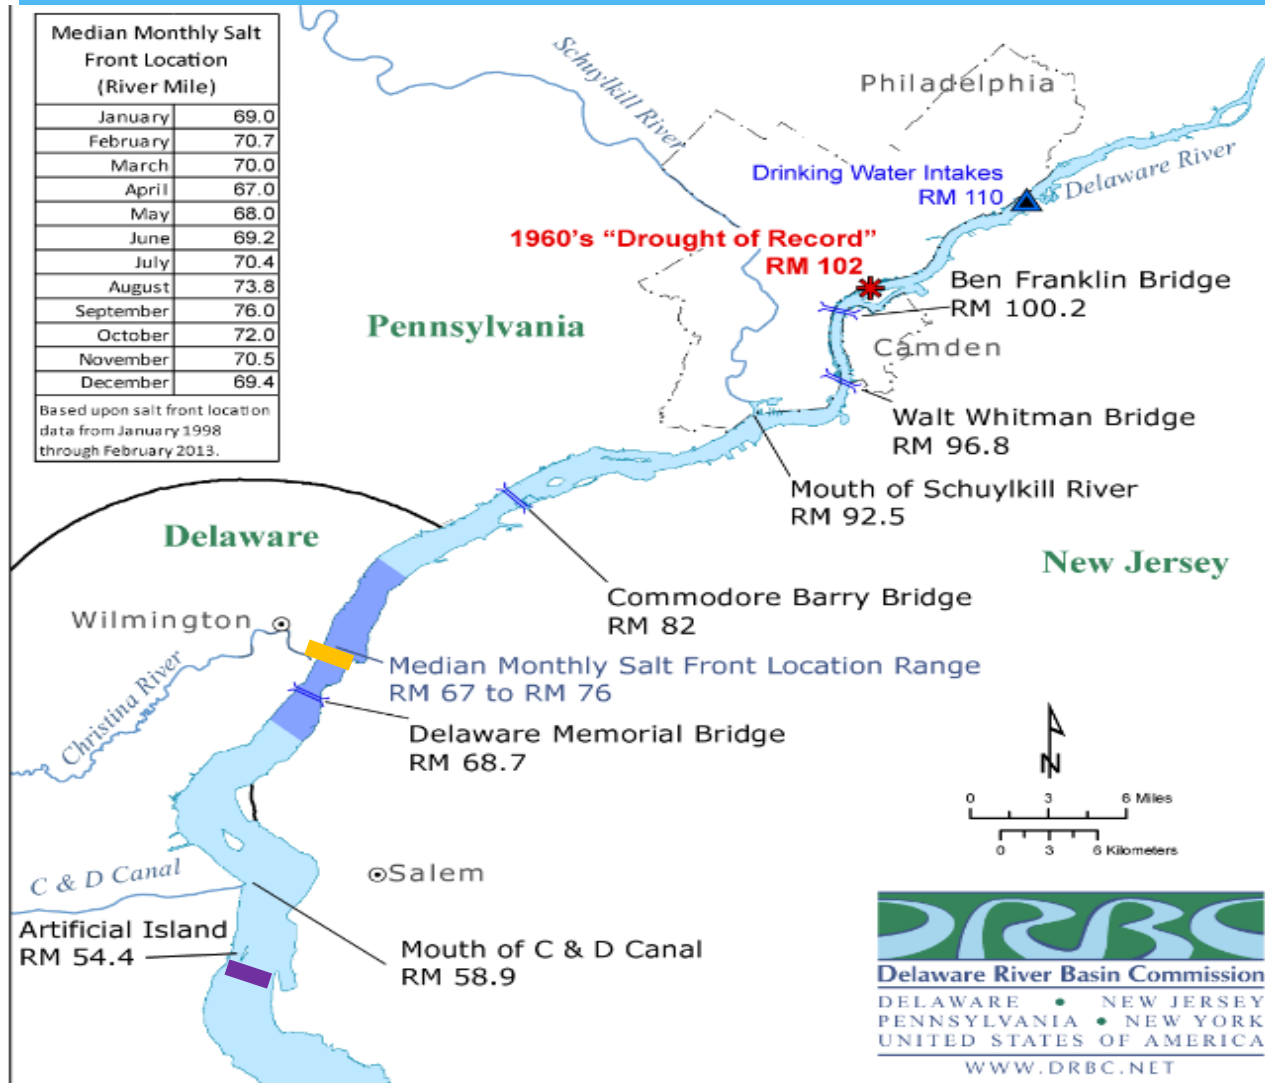 Median Monthly Salt
Front Location
(River Mile)
January 69.0
February 70.7
March 70.0
April 67.0
May 68.0
June 69.2
July 70.4
August 73.8
September 76.0
October 72.0
November 70.5
December 69.4
Based upon salt front location
data from January 1998
through February 2013.
Schuylkill River
Philadelphia
Drinking Water Intakes
RM 110
Delaware River
1960's “Drought of Record”
RM 102
Ben Franklin Bridge
RM 100.2
Pennsylvania
Camden
Walt Whitman Bridge
RM 96.8
Mouth of Schuylkill River
RM 92.5
Delaware
New Jersey
Commodore Barry Bridge
RM 82
Wilmington
Christina River
Median Monthly Salt Front Location Range
RM 67 to RM 76
Delaware Memorial Bridge
RM 68.7
N
0 3 6 Miles
0 3 6 Kilometers
C & D Canal
Salem
Artificial Island
RM 54.4
Mouth of C & D Canal
RM 58.9
DRBC
Delaware River Basin Commission
DELAWARE • NEW JERSEY
PENNSYLVANIA • NEW YORK
UNITED STATES OF AMERICA
WWW.DRBC.NET